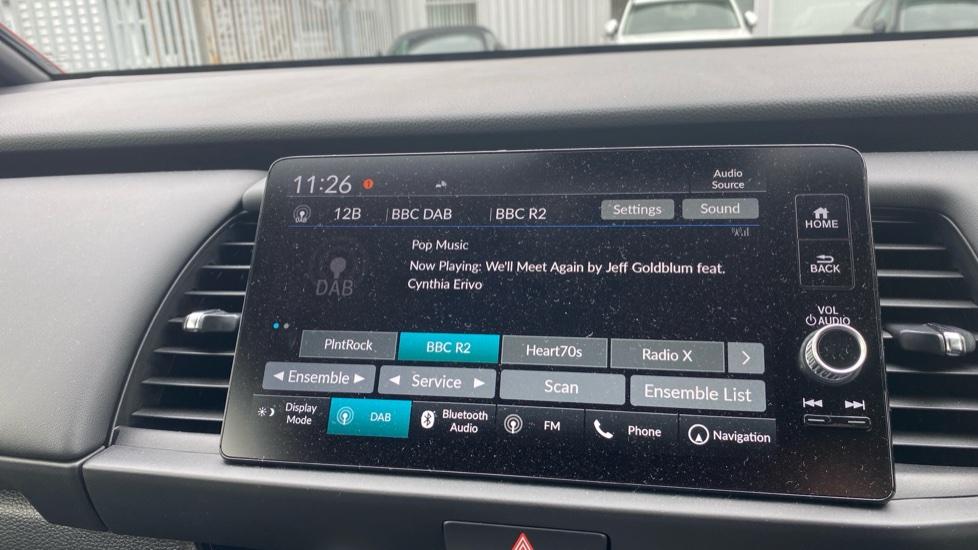 11:26
Audio
Source
DAB 12B BBC DAB BBC R2 Settings Sound
Pop Music
Now Playing: We'll Meet Again by Jeff Goldblum feat.
Cynthia Erivo
DAB
PlntRock BBC R2 Heart70s Radio X
Ensemble Service Scan Ensemble List
Display
Mode
DAB
Bluetooth
Audio
FM
Phone
Navigation
HOME
BACK
VOL
AUDIO